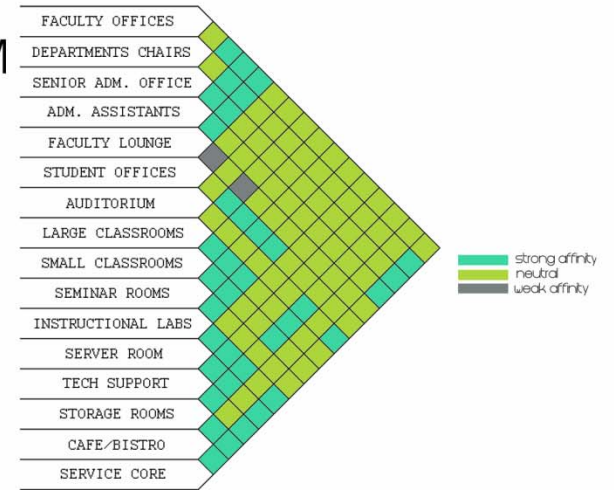 M
FACULTY OFFICES
DEPARTMENTS CHAIRS
SENIOR ADM. OFFICE
ADM. ASSISTANTS
FACULTY LOUNGE
STUDENT OFFICES
AUDITORIUM
LARGE CLASSROOMS
SMALL CLASSROOMS
SEMINAR ROOMS
INSTRUCTIONAL LABS
SERVER ROOM
TECH SUPPORT
STORAGE ROOMS
CAFE/BISTRO
SERVICE CORE
strong affinity
neutral
weak affinity